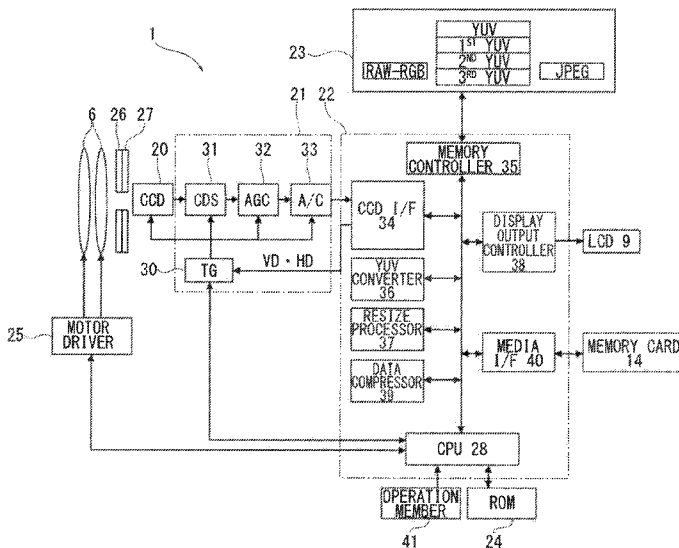 1
23
YUV
1ST YUV
2ND YUV
3RD YUV
RAW-RGB
JPEG
21
22
6
26
27
20
31
32
33
MEMORY
CONTROLLER 35
CCD
CDS
AGC
A/C
CCD I/F
34
DISPLAY
OUTPUT
CONTROLLER
38
LCD 9
30
TG
VD・HD
YUV
CONVERTER
36
25
MOTOR
DRIVER
RESIZE
PROCESSOR
37
MEDIA
I/F 40
MEMORY CARD
14
DATA
COMPRESSOR
39
CPU 28
OPERATION
MEMBER
ROM
41
24